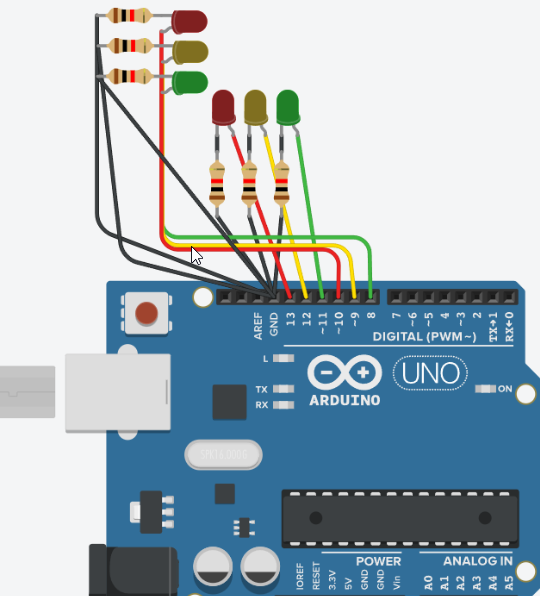 AREF
GND
13
12
~11
~10
~9
8
7
~6
~5
4
~3
2
TX→1
RX←0
DIGITAL (PWM~)
L
TX
RX
UNO
ON
ARDUINO
POWER
ANALOG IN
IOREF
RESET
3.3V
5V
GND
GND
Vin
A0
A1
A2
A3
A4
A5